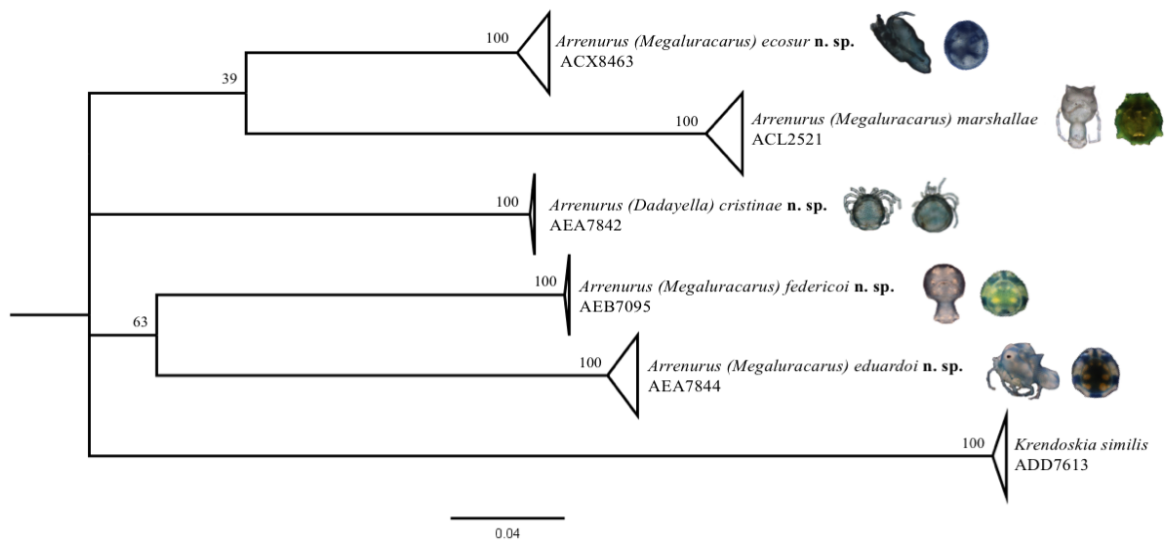 100
Arrenurus (Megaluracarus) ecosur n. sp.
ACX8463
39
100
Arrenurus (Megaluracarus) marshallae
ACL2521
100
Arrenurus (Dadayella) cristinae n. sp.
AEA7842
100
Arrenurus (Megaluracarus) federicoi n. sp.
AEB7095
63
100
Arrenurus (Megaluracarus) eduardoi n. sp.
AEA7844
100
Krendoskia similis
ADD7613
0.04